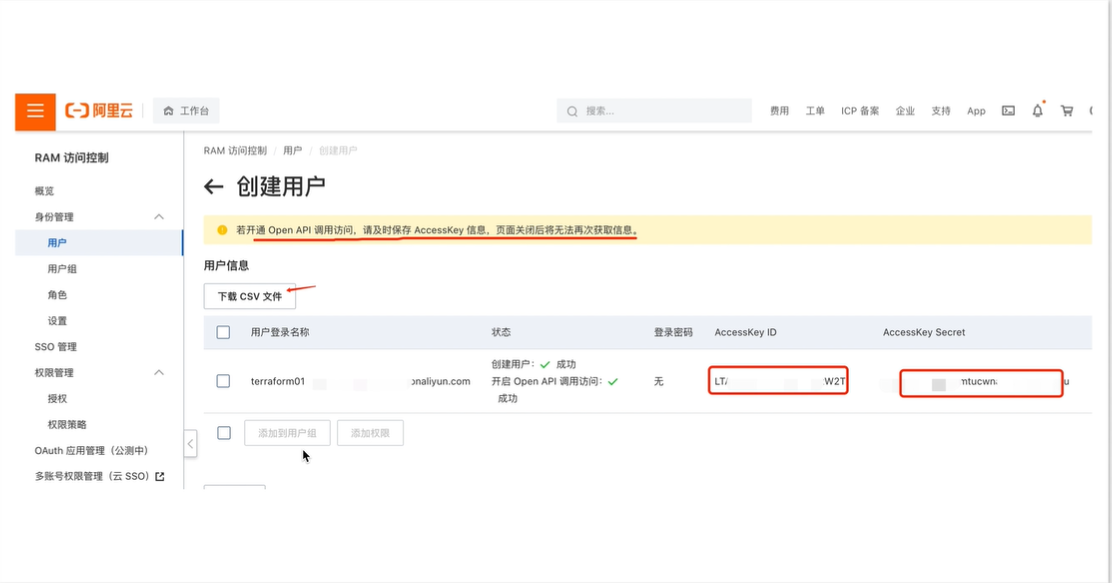 阿里云 工作台 搜索... 费用 工单 ICP 备案 企业 支持 App
RAM 访问控制
概览
身份管理
用户
用户组
角色
设置
SSO 管理
权限管理
授权
权限策略
OAuth 应用管理（公测中）
多账号权限管理（云 SSO）
RAM 访问控制 / 用户 / 创建用户
← 创建用户
若开通 Open API 调用访问，请及时保存 AccessKey 信息，页面关闭后将无法再次获取信息。
用户信息
下载 CSV 文件
用户登录名称 状态 登录密码 AccessKey ID AccessKey Secret
创建用户： 成功
terraform01 onaliyun.com 开启 Open API 调用访问： 无 LTA W2T mtucwn u
成功
添加到用户组 添加权限